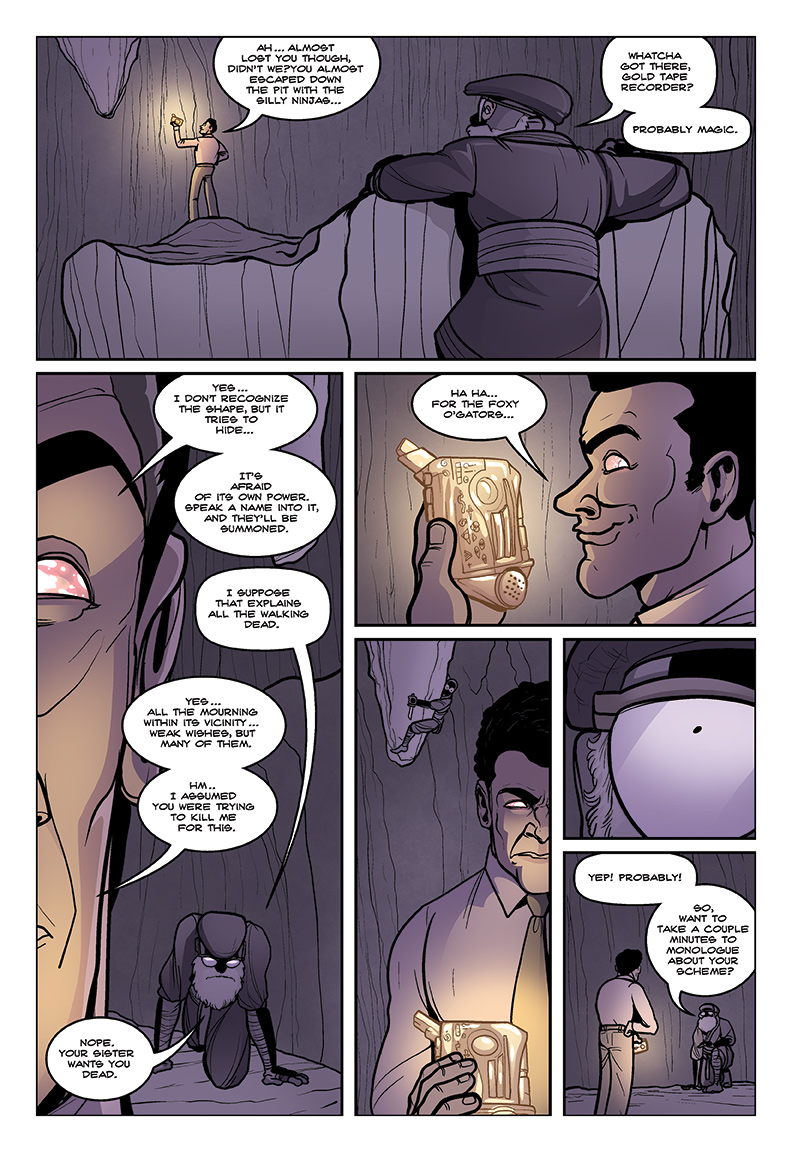 AH... ALMOST
LOST YOU THOUGH,
DIDN'T WE?YOU ALMOST
ESCAPED DOWN
THE PIT WITH THE
SILLY NINJAS...
WHATCHA
GOT THERE,
GOLD TAPE
RECORDER?
PROBABLY MAGIC.
YES...
I DON'T RECOGNIZE
THE SHAPE, BUT IT
TRIES TO
HIDE...
IT'S
AFRAID
OF ITS OWN POWER.
SPEAK A NAME INTO IT,
AND THEY'LL BE
SUMMONED.
I SUPPOSE
THAT EXPLAINS
ALL THE WALKING
DEAD.
YES...
ALL THE MOURNING
WITHIN ITS VICINITY...
WEAK WISHES, BUT
MANY OF THEM.
HM..
I ASSUMED
YOU WERE TRYING
TO KILL ME
FOR THIS.
NOPE.
YOUR SISTER
WANTS YOU
DEAD.
HA HA...
FOR THE FOXY
O'GATORS...
YEP! PROBABLY!
SO,
WANT TO
TAKE A COUPLE
MINUTES TO
MONOLOGUE
ABOUT YOUR
SCHEME?